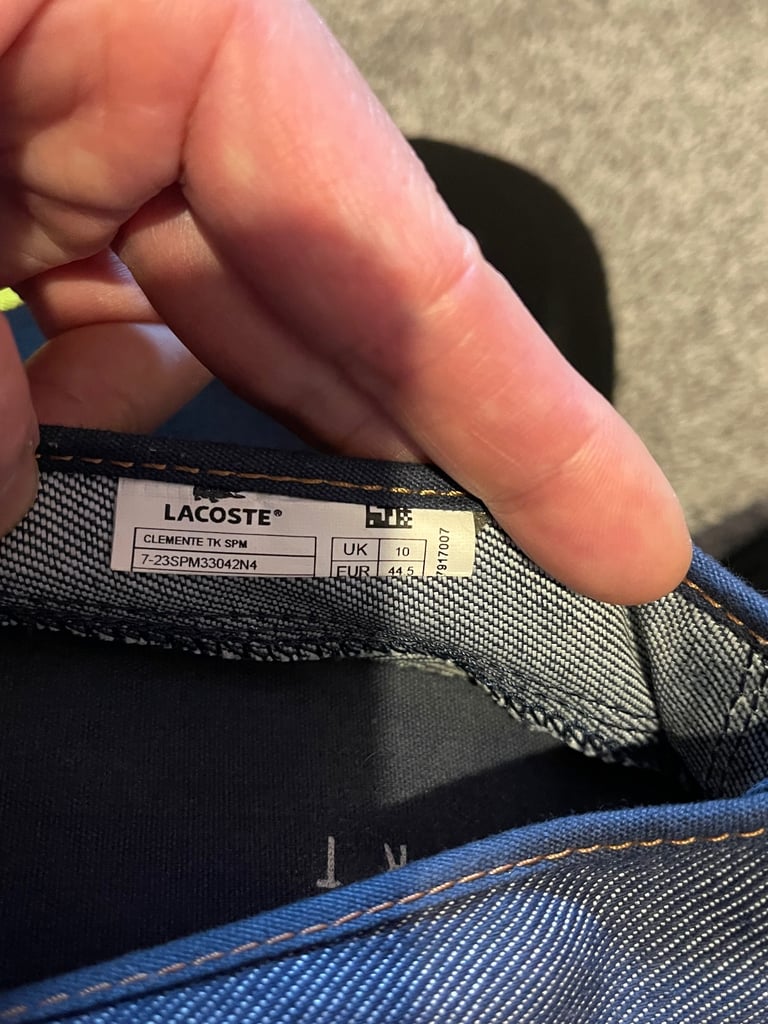 LACOSTE®
CLEMENTE TK SPM
7-23SPM33042N4
UK 10
EUR 44.5
7917007